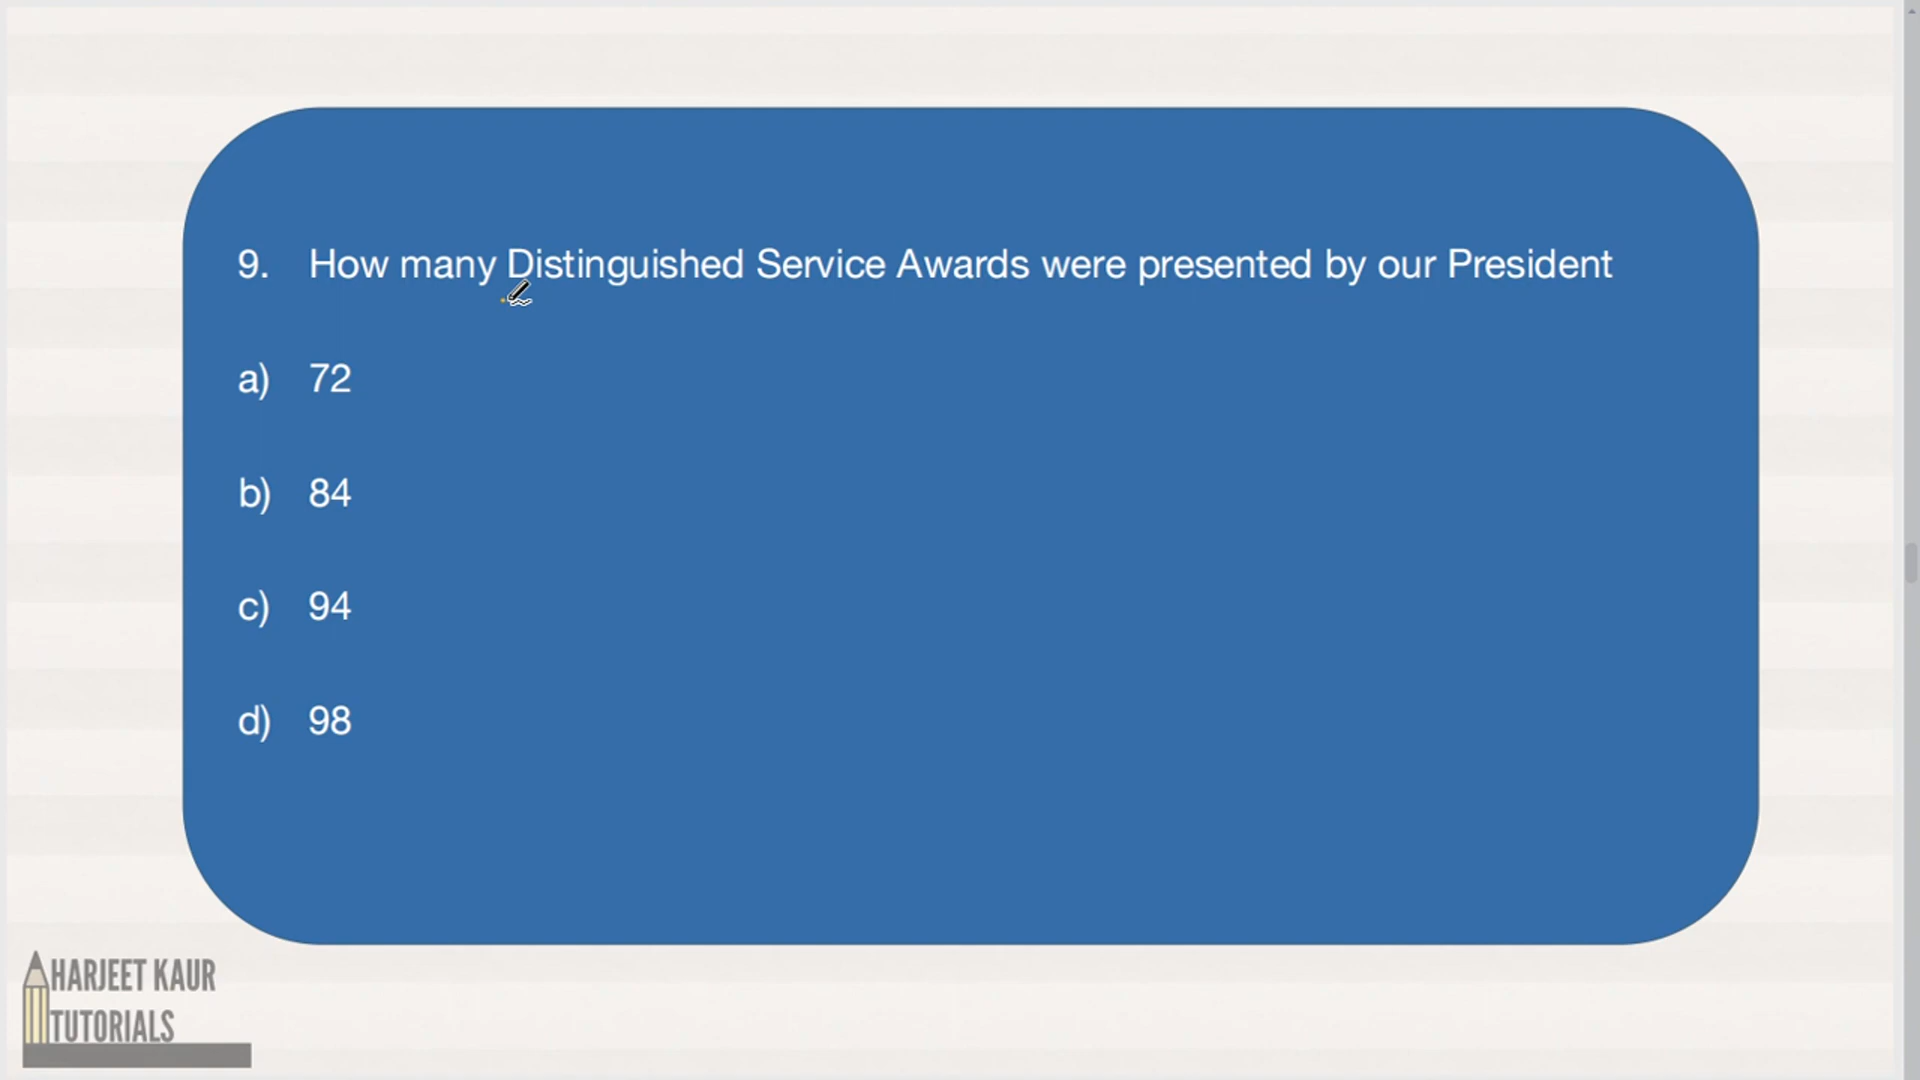 9. How many Distinguished Service Awards were presented by our President
a) 72
b) 84
c) 94
d) 98
HARJEET KAUR
TUTORIALS